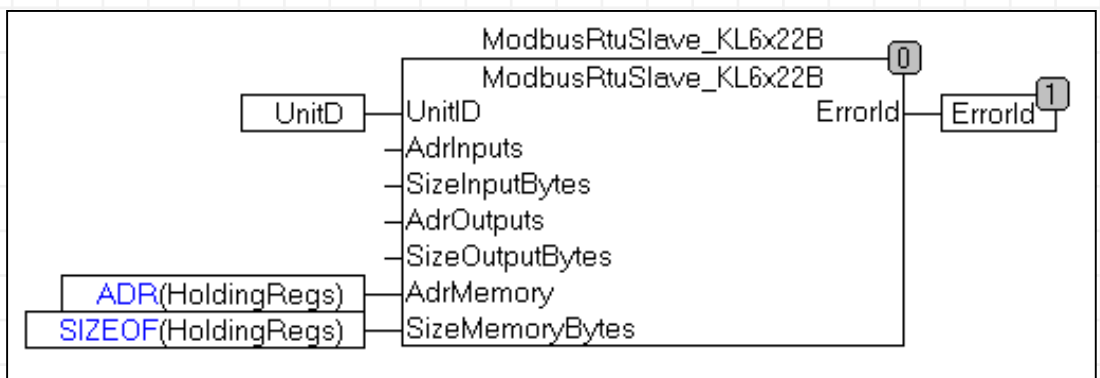 ModbusRtuSlave_KL6x22B
0
ModbusRtuSlave_KL6x22B
UnitD UnitID ErrorId ErrorId 1
AdrInputs
SizeInputBytes
AdrOutputs
SizeOutputBytes
ADR(HoldingRegs) AdrMemory
SIZEOF(HoldingRegs) SizeMemoryBytes